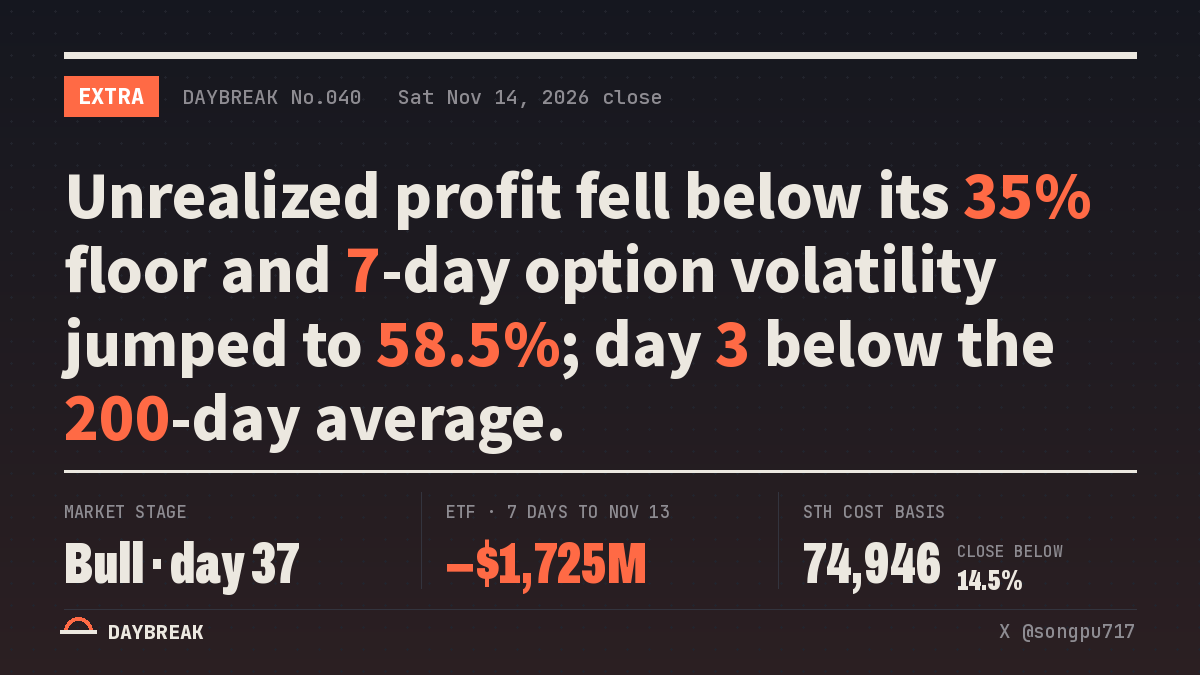 EXTRA DAYBREAK No.040 Sat Nov 14, 2026 close
Unrealized profit fell below its 35%
floor and 7-day option volatility
jumped to 58.5%; day 3 below the
200-day average.
MARKET STAGE
Bull · day 37
ETF · 7 DAYS TO NOV 13
–$1,725M
STH COST BASIS
74,946
CLOSE BELOW
14.5%
DAYBREAK
X @songpu717